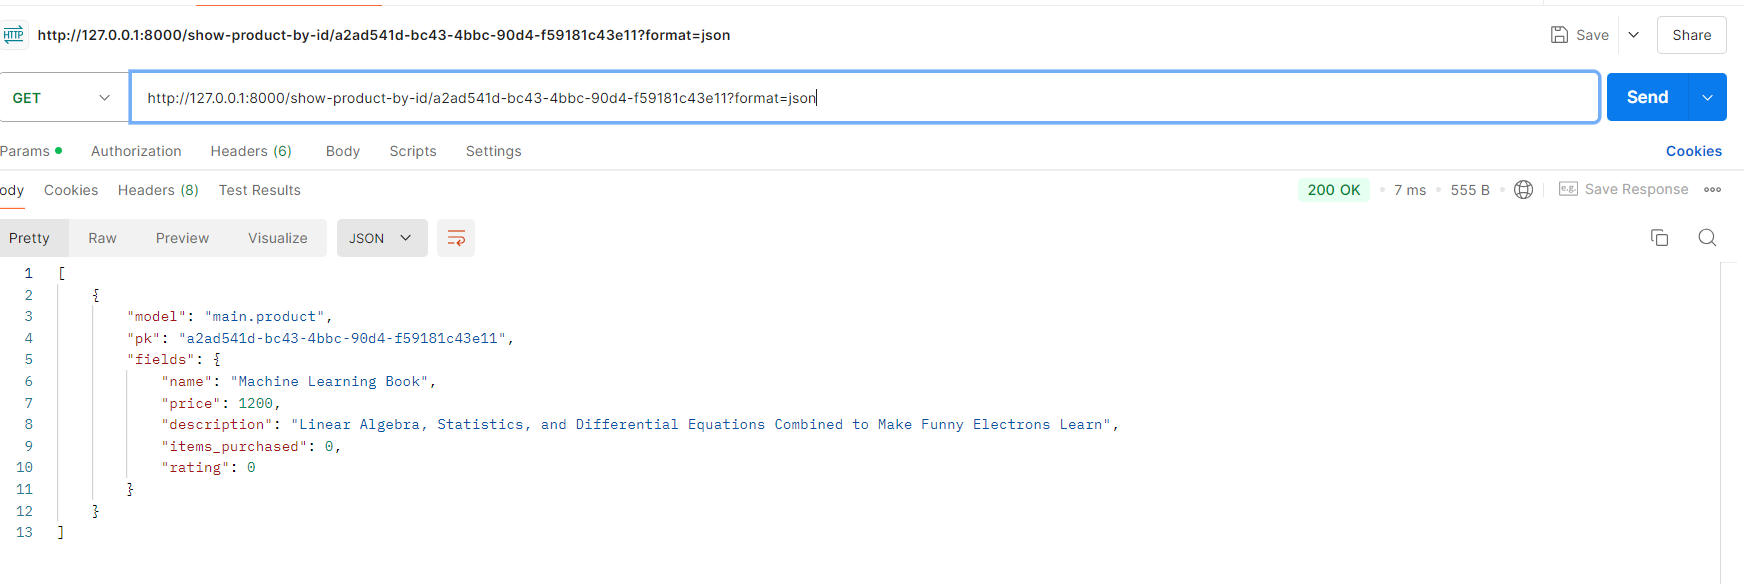 HTTP http://127.0.0.1:8000/show-product-by-id/a2ad541d-bc43-4bbc-90d4-f59181c43e11?format=json Save Share
GET http://127.0.0.1:8000/show-product-by-id/a2ad541d-bc43-4bbc-90d4-f59181c43e11?format=json Send
Params Authorization Headers (6) Body Scripts Settings Cookies
ody Cookies Headers (8) Test Results 200 OK 7 ms 555 B e.g. Save Response
Pretty Raw Preview Visualize JSON
1 [
2 {
3 "model": "main.product",
4 "pk": "a2ad541d-bc43-4bbc-90d4-f59181c43e11",
5 "fields": {
6 "name": "Machine Learning Book",
7 "price": 1200,
8 "description": "Linear Algebra, Statistics, and Differential Equations Combined to Make Funny Electrons Learn",
9 "items_purchased": 0,
10 "rating": 0
11 }
12 }
13 ]